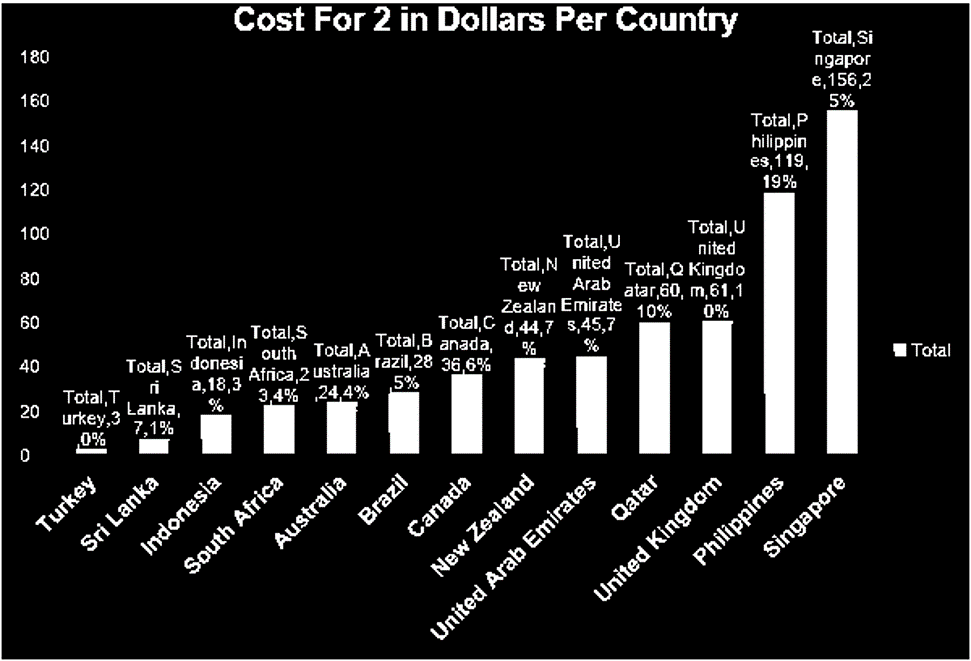 Cost For 2 in Dollars Per Country
180
160
140
120
100
80
60
40
20
0
Total,T
urkey,3
,0%
Total,S
ri
Lanka,
7,1%
Total,In
donesi
a,18,3
%
Total,S
outh
Africa,2
3,4%
Total,A
ustralia
,24,4%
Total,B
razil,28
,5%
Total,C
anada,
36,6%
Total,N
ew
Zealan
d,44,7
%
Total,U
nited
Arab
Emirate
s,45,7
%
Total,Q
atar,60,
10%
Total,U
nited
Kingdo
m,61,1
0%
Total,P
hilippin
es,119,
19%
Total,Si
ngapor
e,156,2
5%
Total
Turkey
Sri Lanka
Indonesia
South Africa
Australia
Brazil
Canada
New Zealand
United Arab Emirates
Qatar
United Kingdom
Philippines
Singapore